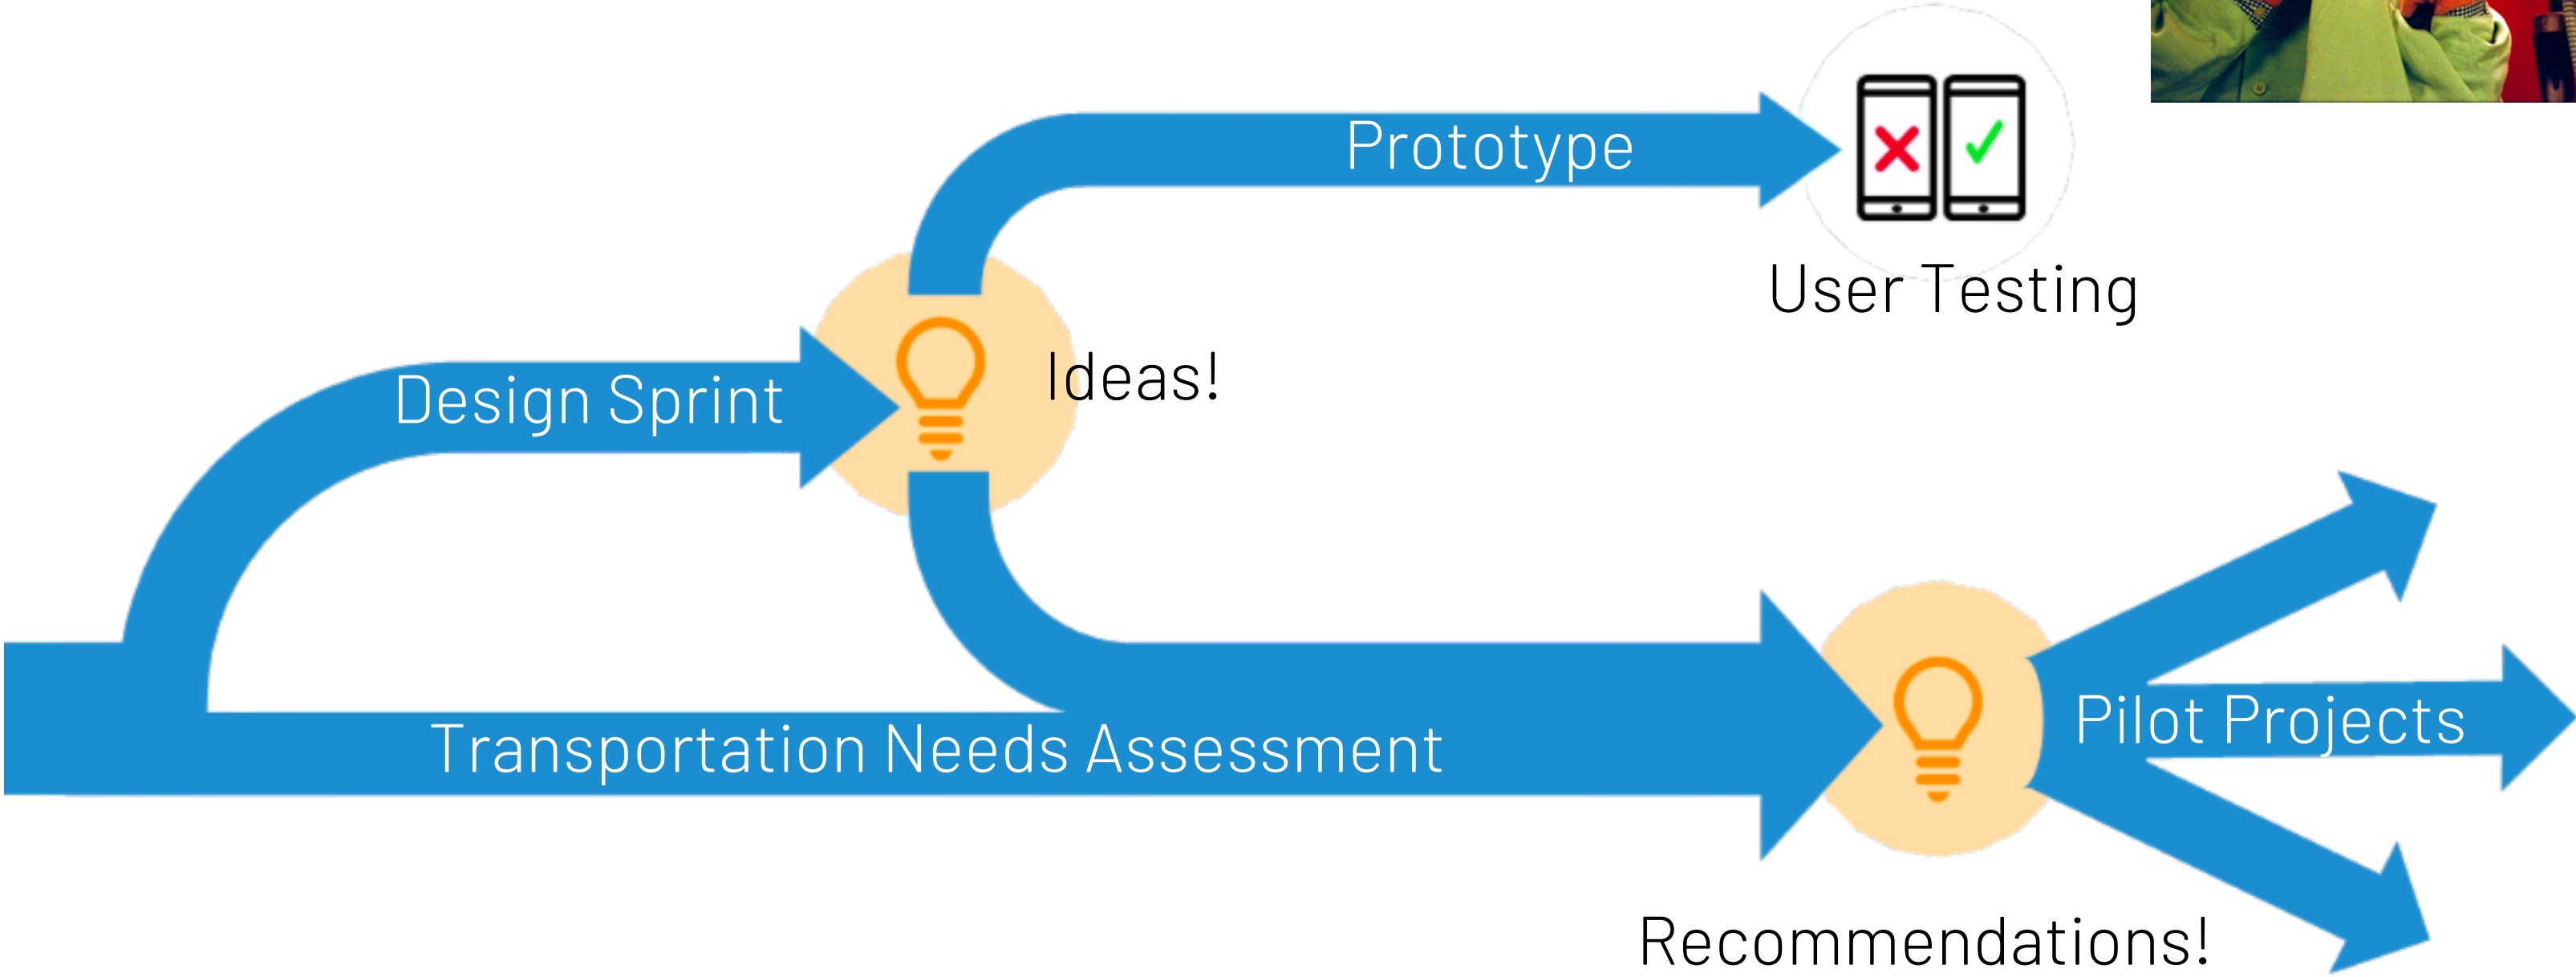 Prototype
User Testing
Design Sprint
Ideas!
Transportation Needs Assessment
Pilot Projects
Recommendations!